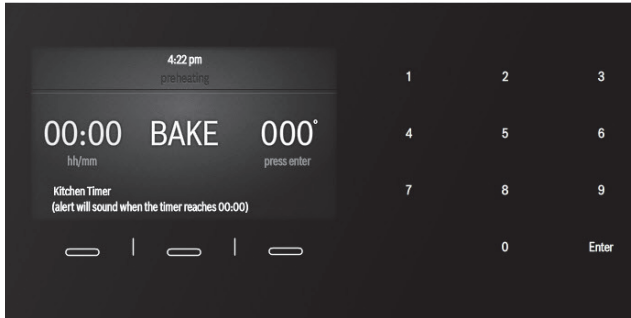 4:22 pm
preheating
00:00 BAKE 000°
hh/mm press enter
Kitchen Timer
(alert will sound when the timer reaches 00:00)
1 2 3
4 5 6
7 8 9
0 Enter